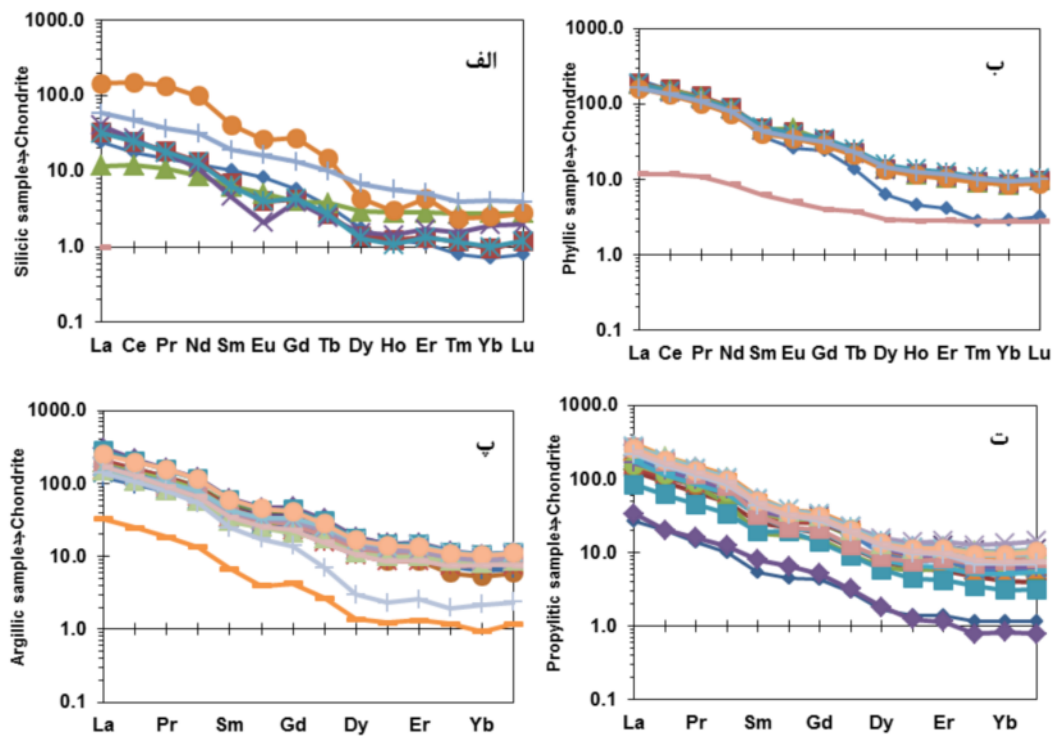 الف
Silicic sample⇌Chondrite
1000.0
100.0
10.0
1.0
0.1
La Ce Pr Nd Sm Eu Gd Tb Dy Ho Er Tm Yb Lu
ب
Phyllic sample⇌Chondrite
1000.0
100.0
10.0
1.0
0.1
La Ce Pr Nd Sm Eu Gd Tb Dy Ho Er Tm Yb Lu
پ
Argillic sample⇌Chondrite
1000.0
100.0
10.0
1.0
0.1
La Pr Sm Gd Dy Er Yb
ت
Propylitic sample⇌Chondrite
1000.0
100.0
10.0
1.0
0.1
La Pr Sm Gd Dy Er Yb